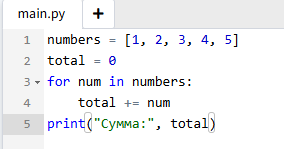 main.py
+
1 numbers = [1, 2, 3, 4, 5]
2 total = 0
3 for num in numbers:
4     total += num
5 print("Сумма:", total)